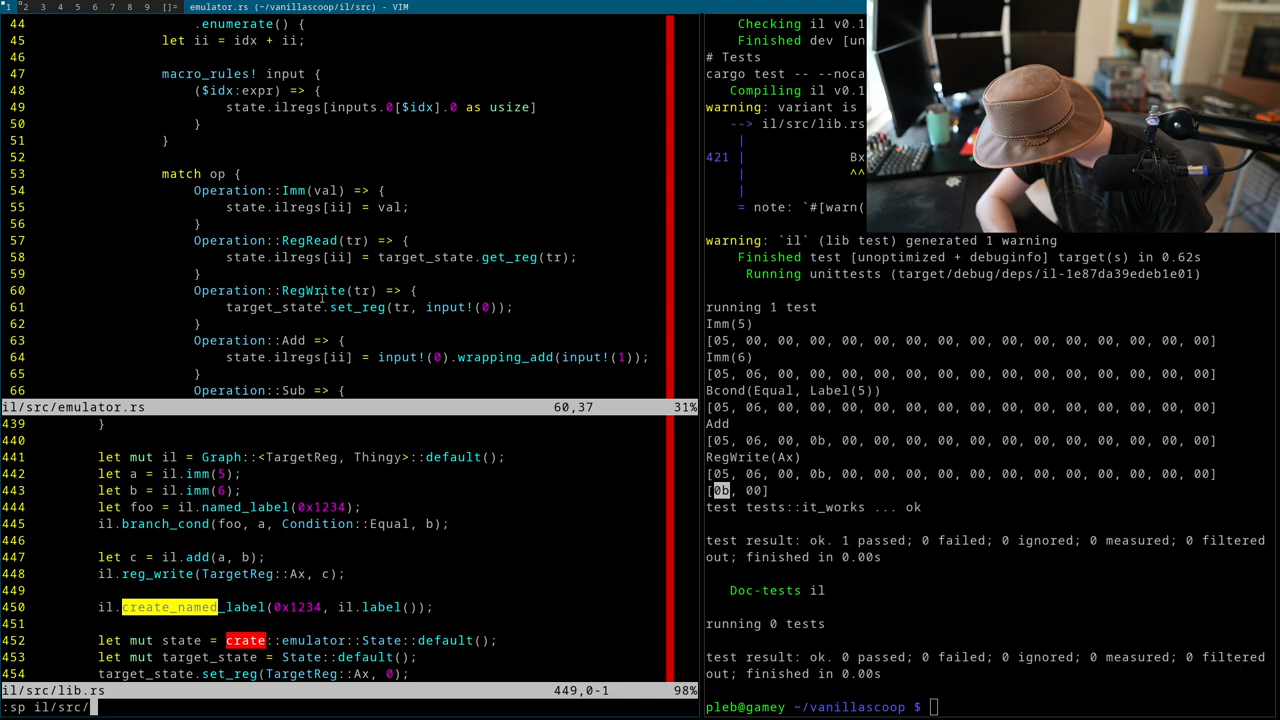 1 2 3 4 5 6 7 8 9 []= emulator.rs (~/vanillascoop/il/src) - VIM
44 .enumerate() {
45 let ii = idx + ii;
46
47 macro_rules! input {
48 ($idx:expr) => {
49 state.ilregs[inputs.0[$idx].0 as usize]
50 }
51 }
52
53 match op {
54 Operation::Imm(val) => {
55 state.ilregs[ii] = val;
56 }
57 Operation::RegRead(tr) => {
58 state.ilregs[ii] = target_state.get_reg(tr);
59 }
60 Operation::RegWrite(tr) => {
61 target_state.set_reg(tr, input!(0));
62 }
63 Operation::Add => {
64 state.ilregs[ii] = input!(0).wrapping_add(input!(1));
65 }
66 Operation::Sub => {
il/src/emulator.rs 60,37 31%
439 }
440
441 let mut il = Graph::<TargetReg, Thingy>::default();
442 let a = il.imm(5);
443 let b = il.imm(6);
444 let foo = il.named_label(0x1234);
445 il.branch_cond(foo, a, Condition::Equal, b);
446
447 let c = il.add(a, b);
448 il.reg_write(TargetReg::Ax, c);
449
450 il.create_named_label(0x1234, il.label());
451
452 let mut state = crate::emulator::State::default();
453 let mut target_state = State::default();
454 target_state.set_reg(TargetReg::Ax, 0);
il/src/lib.rs 449,0-1 98%
:sp il/src/
Checking il v0.1
Finished dev [un
# Tests
cargo test -- --noca
Compiling il v0.1
warning: variant is
--> il/src/lib.rs
|
421 | Bx
| ^^
|
= note: `#[warn(
warning: `il` (lib test) generated 1 warning
Finished test [unoptimized + debuginfo] target(s) in 0.62s
Running unittests (target/debug/deps/il-1e87da39edeb1e01)
running 1 test
Imm(5)
[05, 00, 00, 00, 00, 00, 00, 00, 00, 00, 00, 00, 00, 00, 00, 00]
Imm(6)
[05, 06, 00, 00, 00, 00, 00, 00, 00, 00, 00, 00, 00, 00, 00, 00]
Bcond(Equal, Label(5))
[05, 06, 00, 00, 00, 00, 00, 00, 00, 00, 00, 00, 00, 00, 00, 00]
Add
[05, 06, 00, 0b, 00, 00, 00, 00, 00, 00, 00, 00, 00, 00, 00, 00]
RegWrite(Ax)
[05, 06, 00, 0b, 00, 00, 00, 00, 00, 00, 00, 00, 00, 00, 00, 00]
[0b, 00]
test tests::it_works ... ok
test result: ok. 1 passed; 0 failed; 0 ignored; 0 measured; 0 filtered
out; finished in 0.00s
Doc-tests il
running 0 tests
test result: ok. 0 passed; 0 failed; 0 ignored; 0 measured; 0 filtered
out; finished in 0.00s
pleb@gamey ~/vanillascoop $